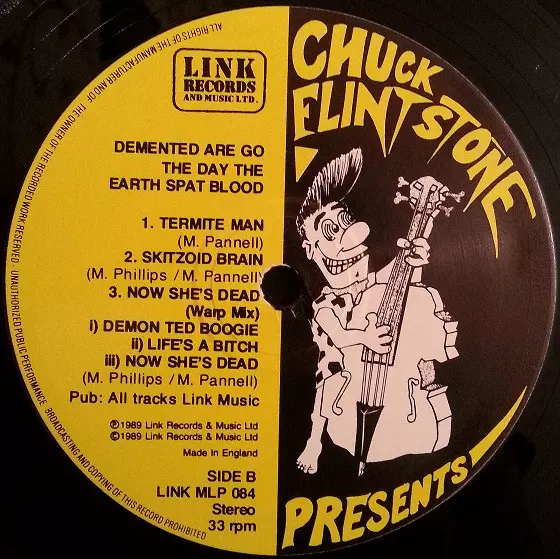 LINK
RECORDS
AND MUSIC LTD.
DEMENTED ARE GO
THE DAY THE
EARTH SPAT BLOOD
1. TERMITE MAN
(M. Pannell)
2. SKITZOID BRAIN
(M. Phillips / M. Pannell)
3. NOW SHE'S DEAD
(Warp Mix)
i) DEMON TED BOOGIE
ii) LIFE'S A BITCH
iii) NOW SHE'S DEAD
(M. Phillips / M. Pannell)
Pub: All tracks Link Music
℗1989 Link Records & Music Ltd
©1989 Link Records & Music Ltd
Made in England
SIDE B
LINK MLP 084
Stereo
33 rpm
CHUCK
FLINTSTONE
PRESENTS
ALL RIGHTS OF THE MANUFACTURER AND OF THE OWNER OF THE RECORDED WORK RESERVED. UNAUTHORIZED PUBLIC PERFORMANCE BROADCASTING AND COPYING OF THIS RECORD PROHIBITED